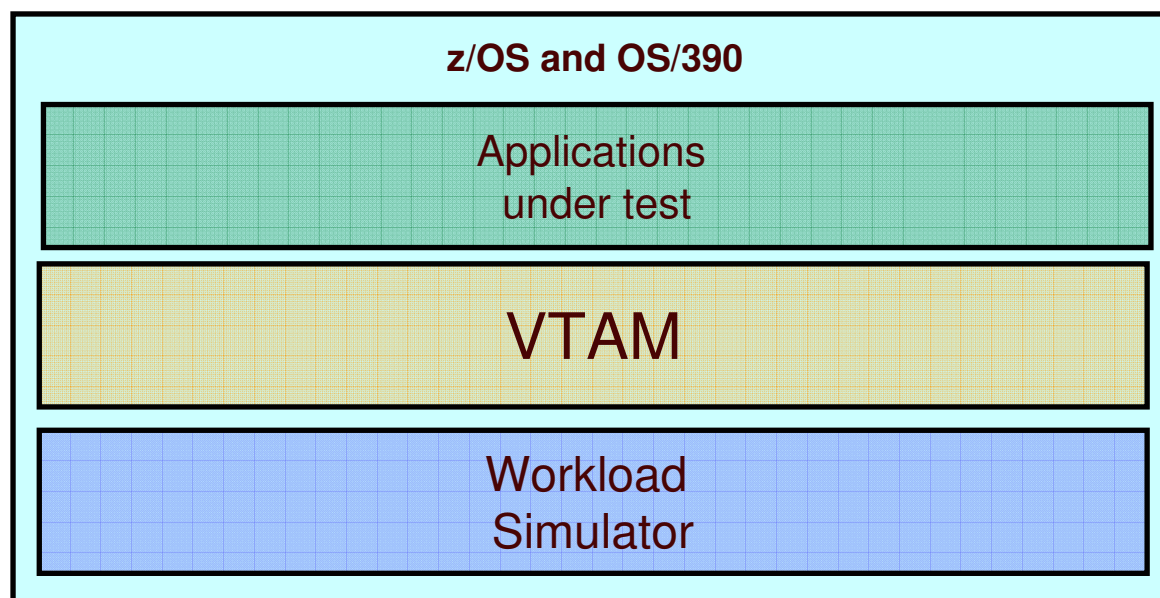 z/OS and OS/390
Applications
under test
VTAM
Workload
Simulator